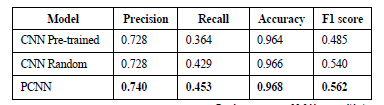 Model Precision Recall Accuracy F1 score
CNN Pre-trained 0.728 0.364 0.964 0.485
CNN Random 0.728 0.429 0.966 0.540
PCNN 0.740 0.453 0.968 0.562